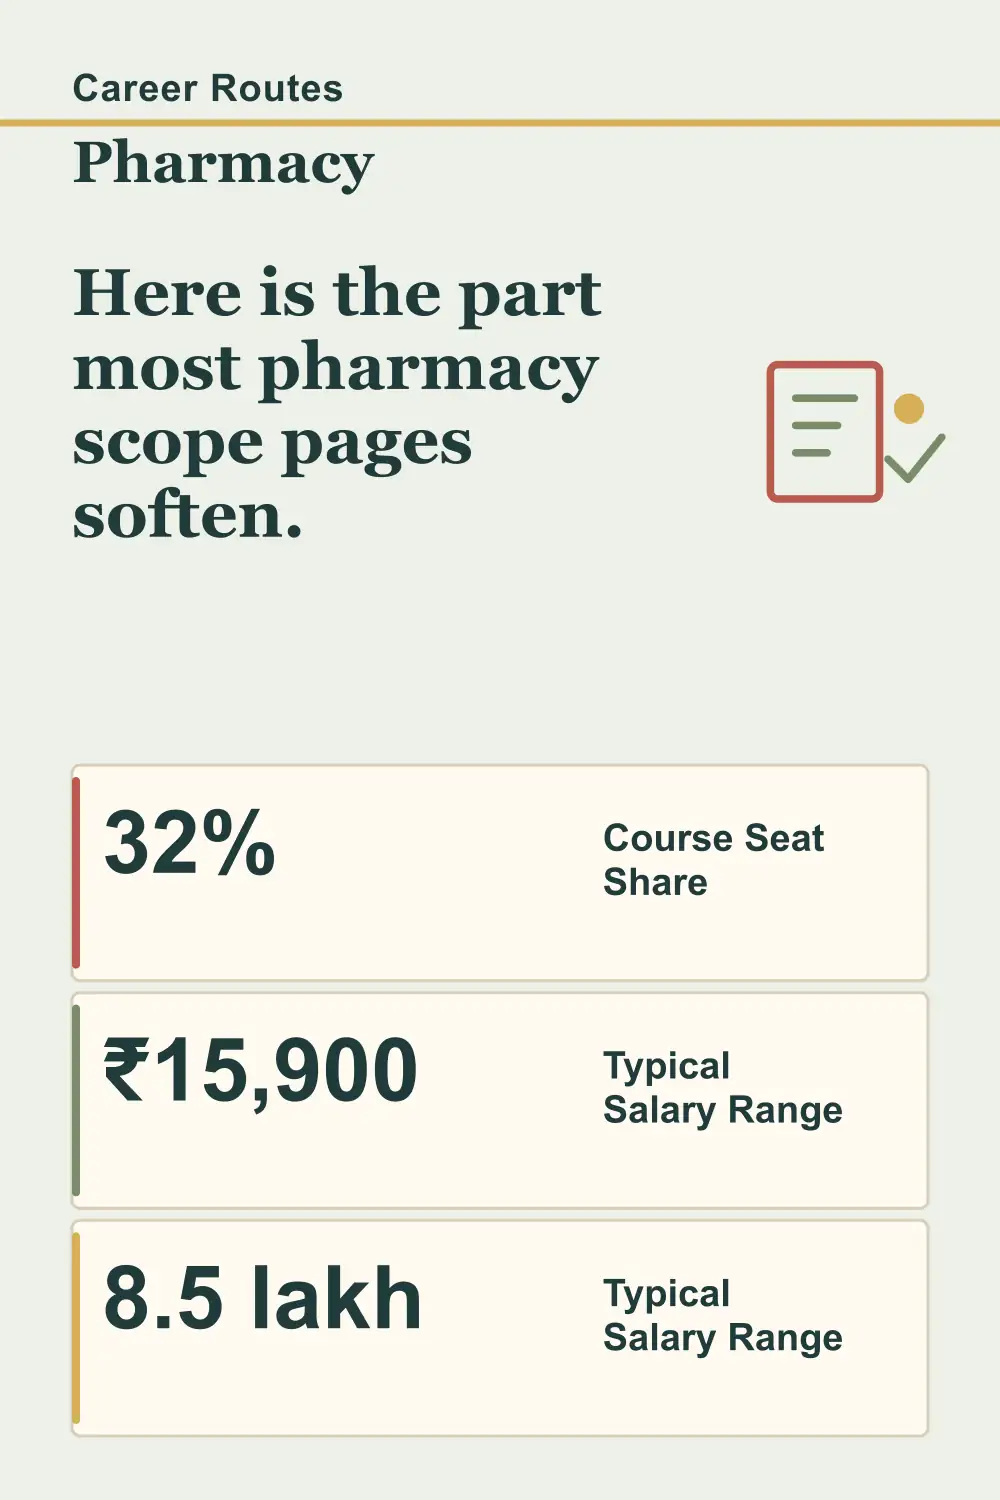 Career Routes
Pharmacy
Here is the part
most pharmacy
scope pages
soften.
32%
Course Seat
Share
₹15,900
Typical
Salary Range
8.5 lakh
Typical
Salary Range